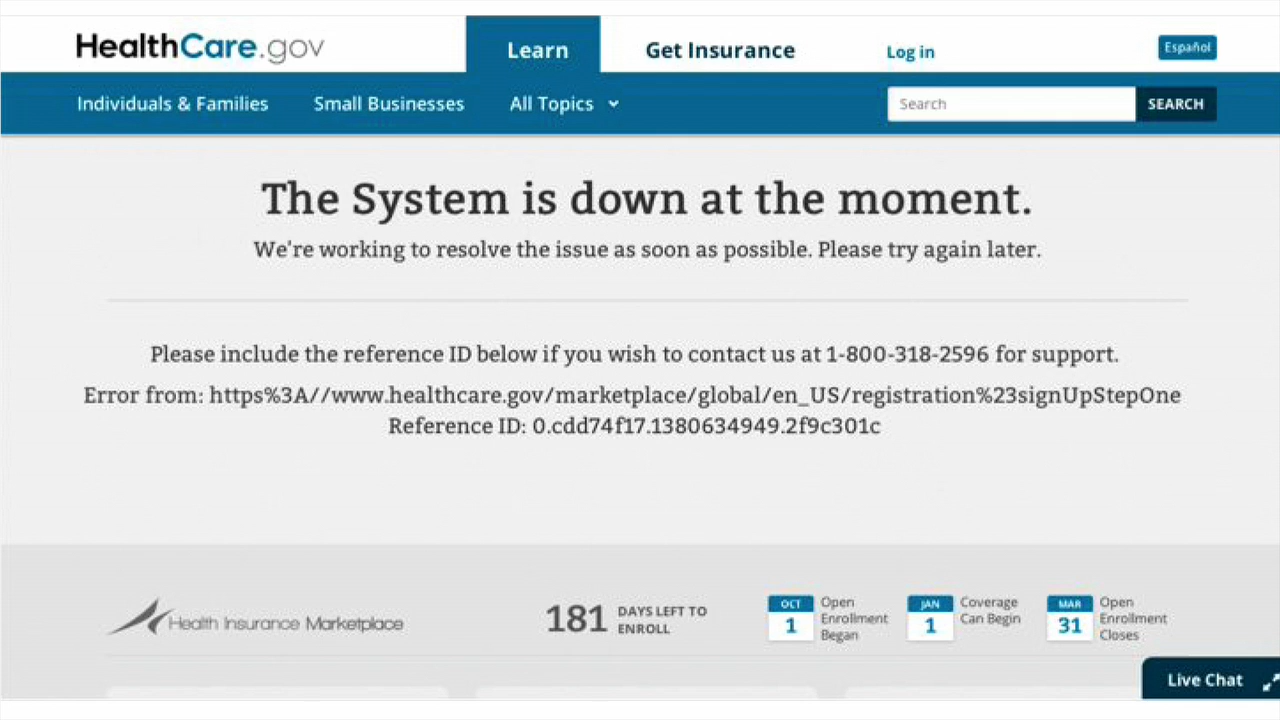 HealthCare.gov
Learn
Get Insurance
Log in
Español
Individuals & Families
Small Businesses
All Topics
Search
SEARCH
The System is down at the moment.
We're working to resolve the issue as soon as possible. Please try again later.
Please include the reference ID below if you wish to contact us at 1-800-318-2596 for support.
Error from: https%3A//www.healthcare.gov/marketplace/global/en_US/registration%23signUpStepOne
Reference ID: 0.cdd74f17.1380634949.2f9c301c
Health Insurance Marketplace
181
DAYS LEFT TO
ENROLL
OCT
1
Open
Enrollment
Began
JAN
1
Coverage
Can Begin
MAR
31
Open
Enrollment
Closes
Live Chat